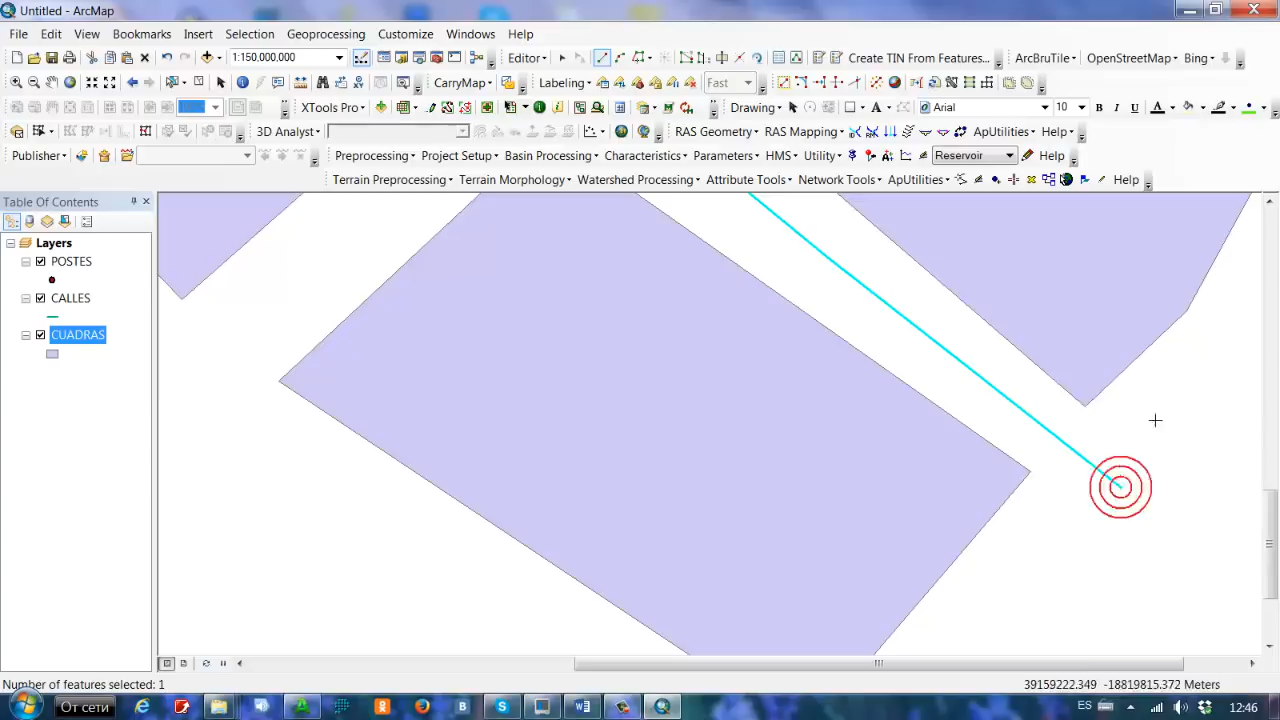 Untitled - ArcMap
File Edit View Bookmarks Insert Selection Geoprocessing Customize Windows Help
1:150,000,000 Editor Create TIN From Features... ArcBruTile OpenStreetMap Bing
CarryMap Labeling Fast
XTools Pro Drawing A Arial 10 B I U A
3D Analyst RAS Geometry RAS Mapping ApUtilities Help
Publisher Preprocessing Project Setup Basin Processing Characteristics Parameters HMS Utility Reservoir Help
Terrain Preprocessing Terrain Morphology Watershed Processing Attribute Tools Network Tools ApUtilities Help
Table Of Contents
Layers
POSTES
CALLES
CUADRAS
Number of features selected: 1
39159222.349 -18819815.372 Meters
От сети
ES
12:46